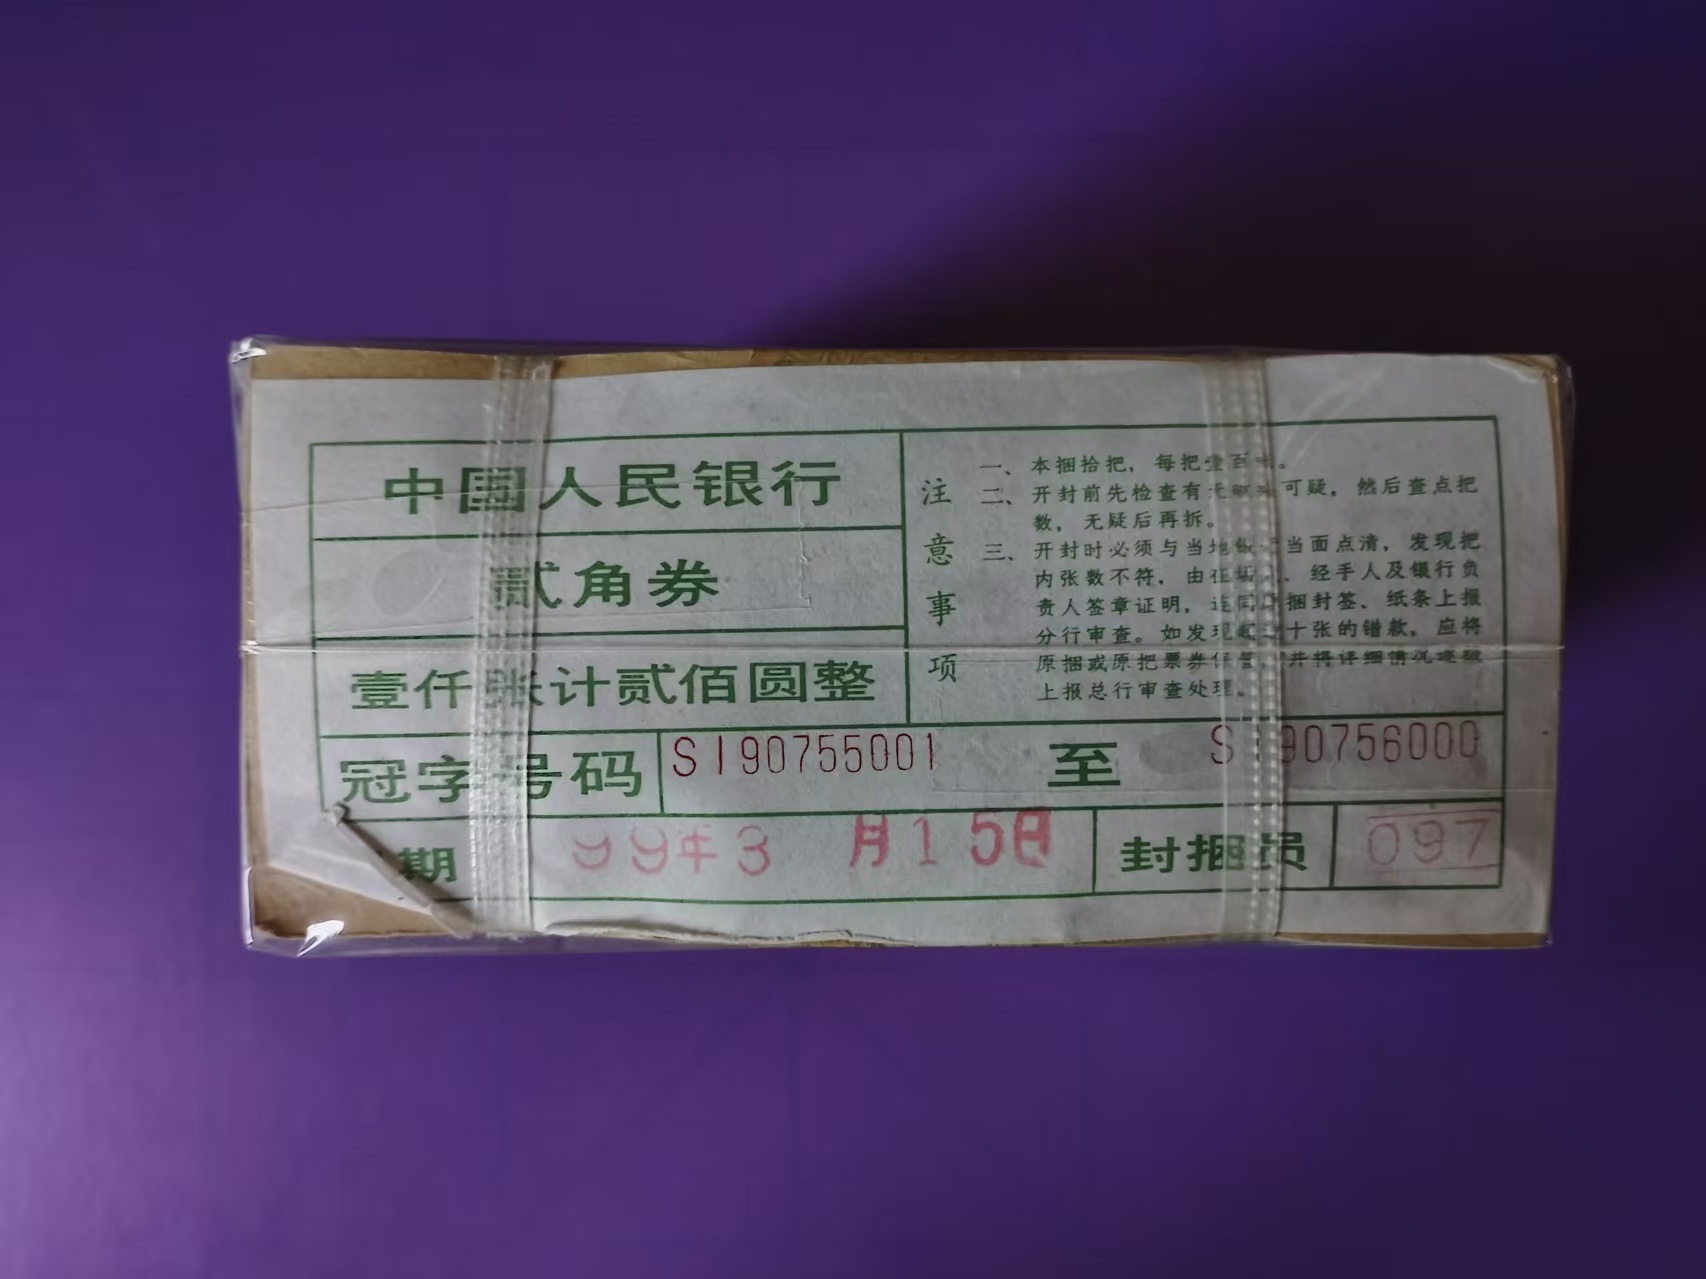 中国人民银行
贰角券
壹仟张计贰佰圆整
注意事项
一、本捆拾把，每把壹百张。
二、开封前先检查有无破绽可疑，然后查点把
数，无疑后再拆。
三、开封时必须与当地银行当面点清，发现把
内张数不符，由在场人、经手人及银行负
责人签章证明，连同原捆封签、纸条上报
分行审查。如发现超过十张的错款，应将
原捆或原把票券保管，并将详细情况逐级
上报总行审查处理。
冠字号码 SI90755001 至 SI90756000
期 99年3月15日 封捆员 097